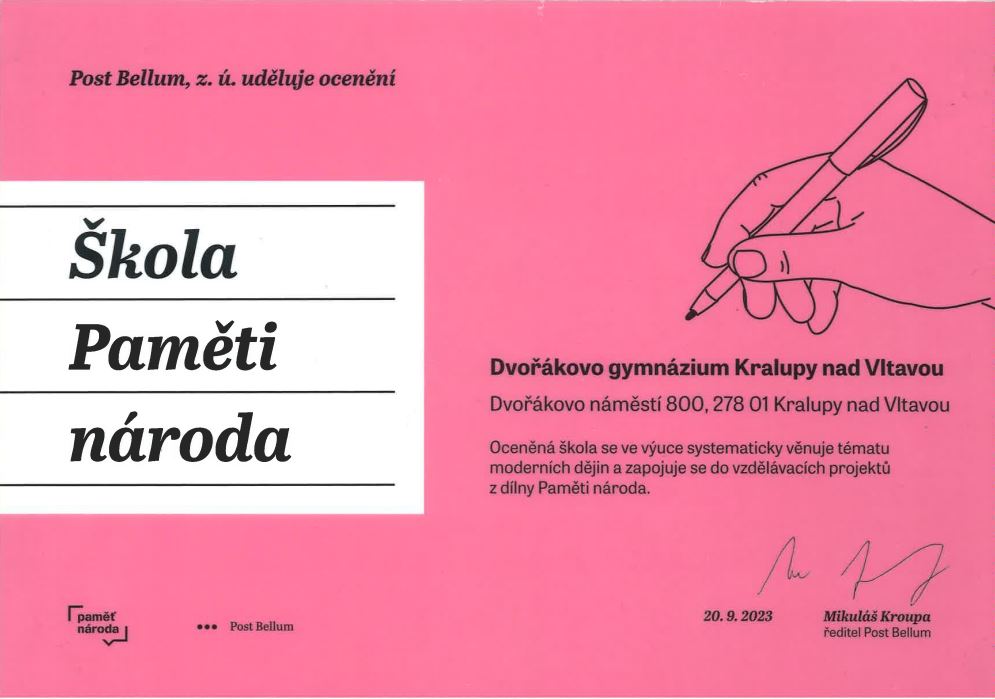 Post Bellum, z. ú. uděluje ocenění
Škola
Paměti
národa
Dvořákovo gymnázium Kralupy nad Vltavou
Dvořákovo náměstí 800, 278 01 Kralupy nad Vltavou
Oceněná škola se ve výuce systematicky věnuje tématu
moderních dějin a zapojuje se do vzdělávacích projektů
z dílny Paměti národa.
paměť
národa
••• Post Bellum
20. 9. 2023
Mikuláš Kroupa
ředitel Post Bellum